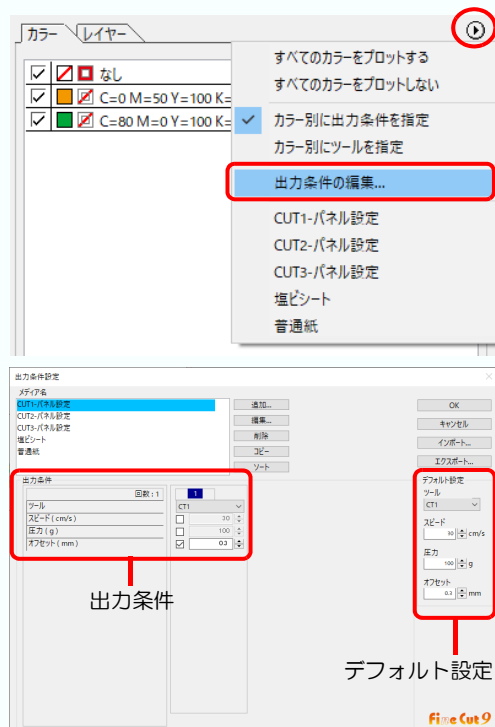 カラー レイヤー
すべてのカラーをプロットする
すべてのカラーをプロットしない
なし
C=0 M=50 Y=100 K=
カラー別に出力条件を指定
C=80 M=0 Y=100 K=
カラー別にツールを指定
出力条件の編集...
CUT1-パネル設定
CUT2-パネル設定
CUT3-パネル設定
塩ビシート
普通紙
出力条件設定
メディア名
CUT1-パネル設定
CUT2-パネル設定
CUT3-パネル設定
塩ビシート
普通紙
追加...
編集...
削除
コピー
ソート
OK
キャンセル
インポート...
エクスポート...
出力条件
回数 : 1
1
ツール
CT1
スピード ( cm/s )
30
圧力 ( g )
100
オフセット ( mm )
0.3
デフォルト設定
ツール
CT1
スピード
30 cm/s
圧力
100 g
オフセット
0.3 mm
出力条件
デフォルト設定
Fine Cut 9